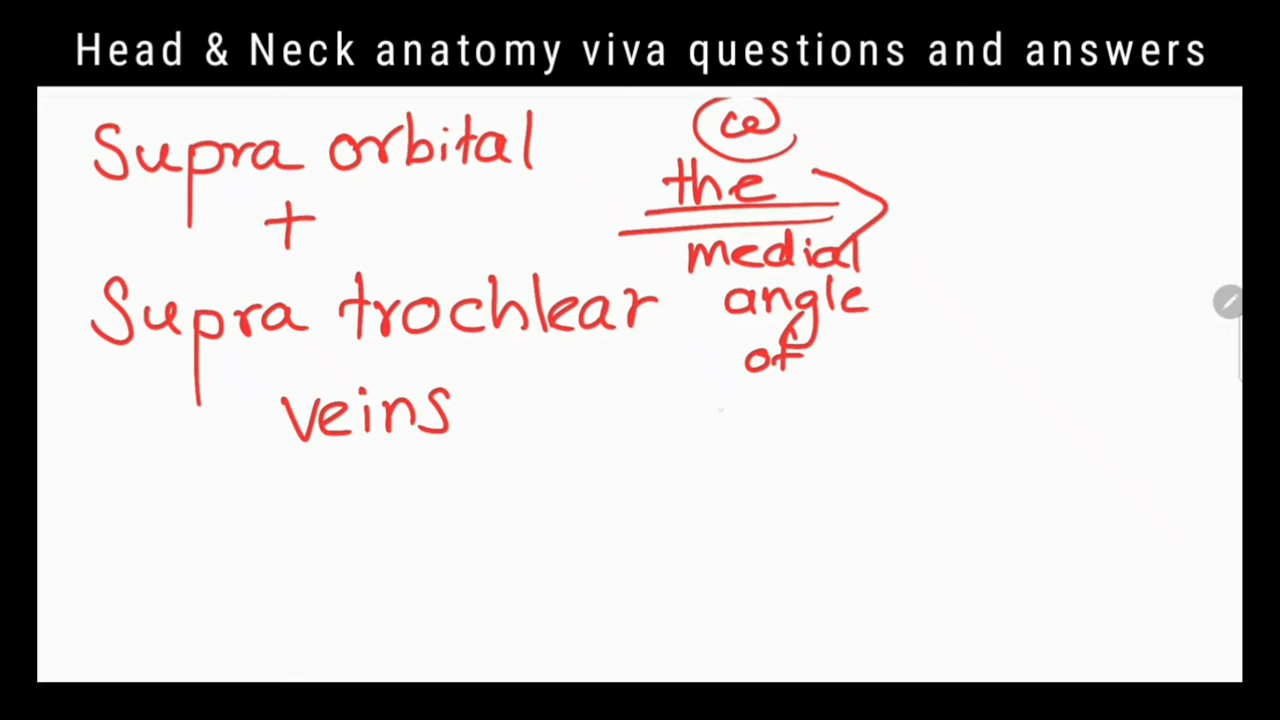 Head & Neck anatomy viva questions and answers
Supra orbital
+
Supra trochlear
veins
@
the
medial
angle
of